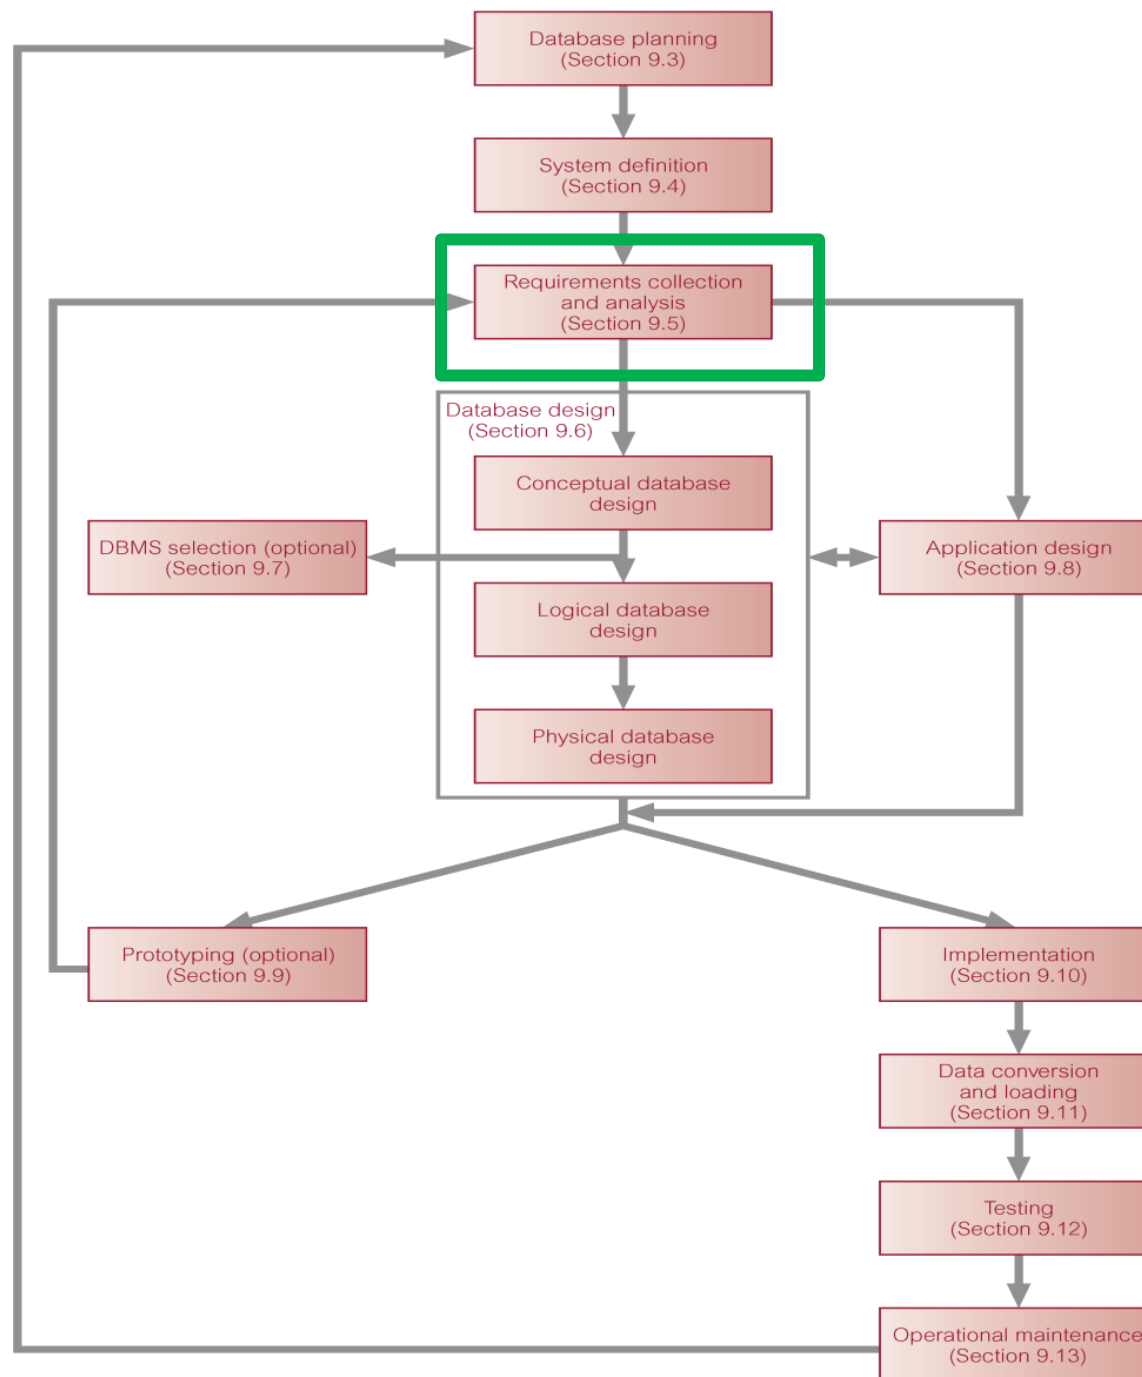 Database planning
(Section 9.3)
System definition
(Section 9.4)
Requirements collection
and analysis
(Section 9.5)
Database design
(Section 9.6)
Conceptual database
design
DBMS selection (optional)
(Section 9.7)
Application design
(Section 9.8)
Logical database
design
Physical database
design
Prototyping (optional)
(Section 9.9)
Implementation
(Section 9.10)
Data conversion
and loading
(Section 9.11)
Testing
(Section 9.12)
Operational maintenance
(Section 9.13)